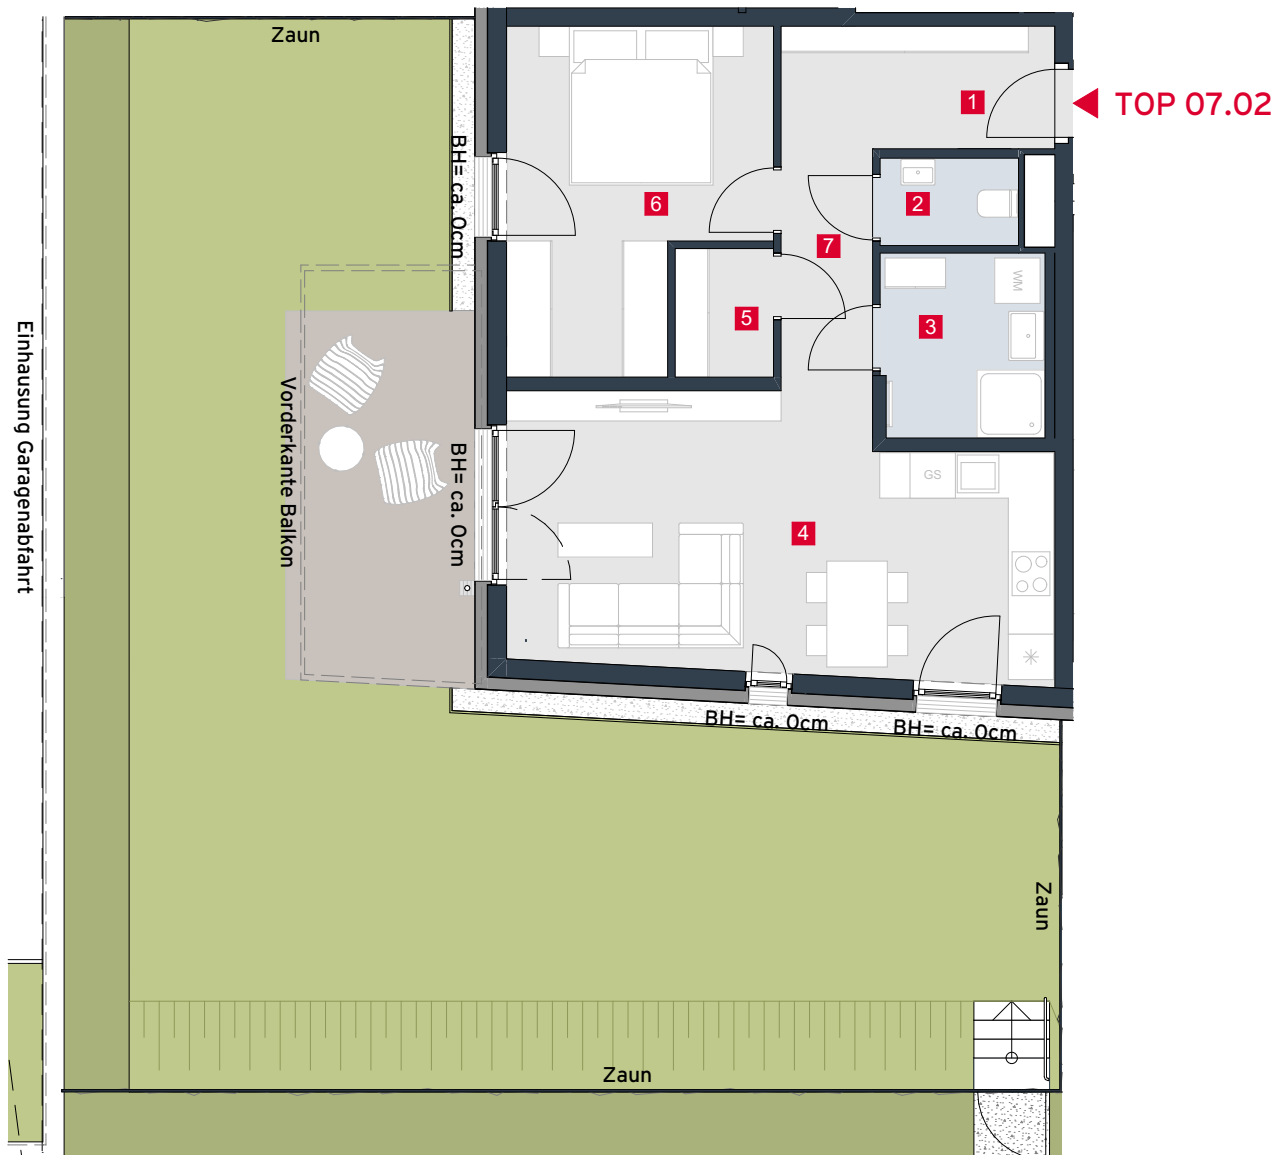 Zaun
1
TOP 07.02
BH= ca. 0cm
6
2
7
WM
5
3
Einhausung Garagenabfahrt
Vorderkante Balkon
BH= ca. 0cm
GS
4
BH= ca. 0cm
BH= ca. 0cm
Zaun
Zaun